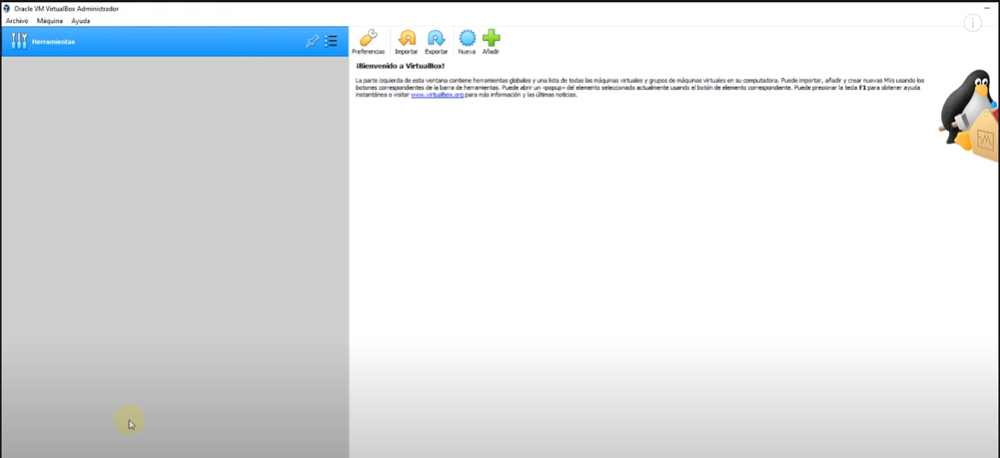 Oracle VM VirtualBox Administrador
Archivo Máquina Ayuda
Herramientas
Preferencias Importar Exportar Nueva Añadir
¡Bienvenido a VirtualBox!
La parte izquierda de esta ventana contiene herramientas globales y una lista de todas las máquinas virtuales y grupos de máquinas virtuales en su computadora. Puede importar, añadir y crear nuevas MVs usando los
botones correspondientes de la barra de herramientas. Puede abrir un «popup» del elemento seleccionado actualmente usando el botón de elemento correspondiente. Puede presionar la tecla F1 para obtener ayuda
instantánea o visitar www.virtualbox.org para más información y las últimas noticias.